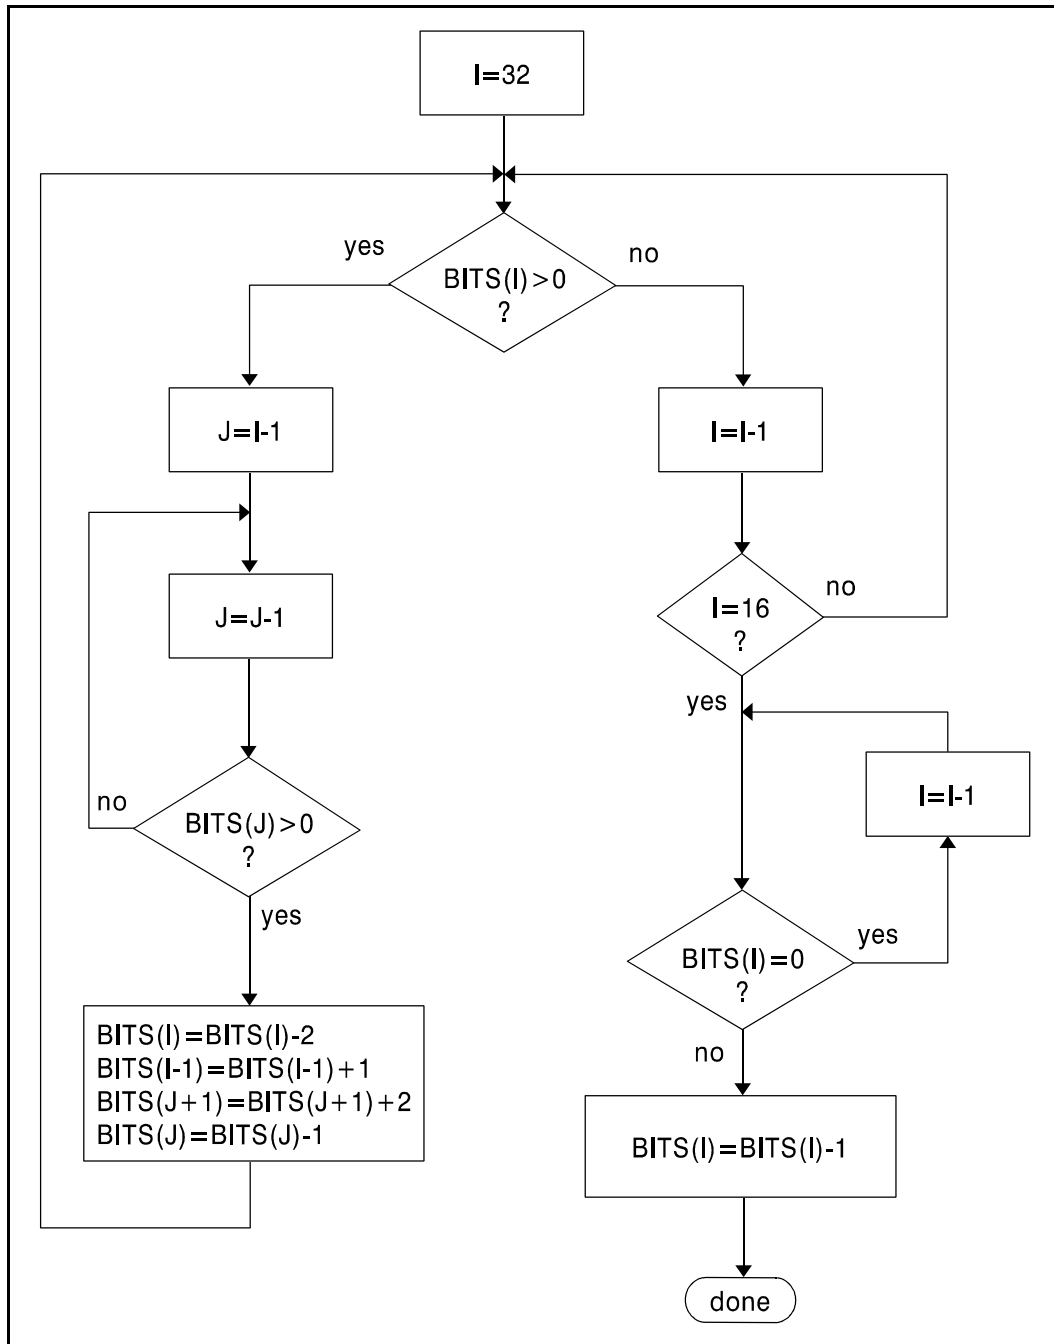 I=32
yes
no
BITS(I)>0
?
J=I-1
I=I-1
J=J-1
I=16
?
no
yes
I=I-1
no
BITS(J)>0
?
yes
BITS(I)=0
?
yes
no
BITS(I)=BITS(I)-2
BITS(I-1)=BITS(I-1)+1
BITS(J+1)=BITS(J+1)+2
BITS(J)=BITS(J)-1
BITS(I)=BITS(I)-1
done